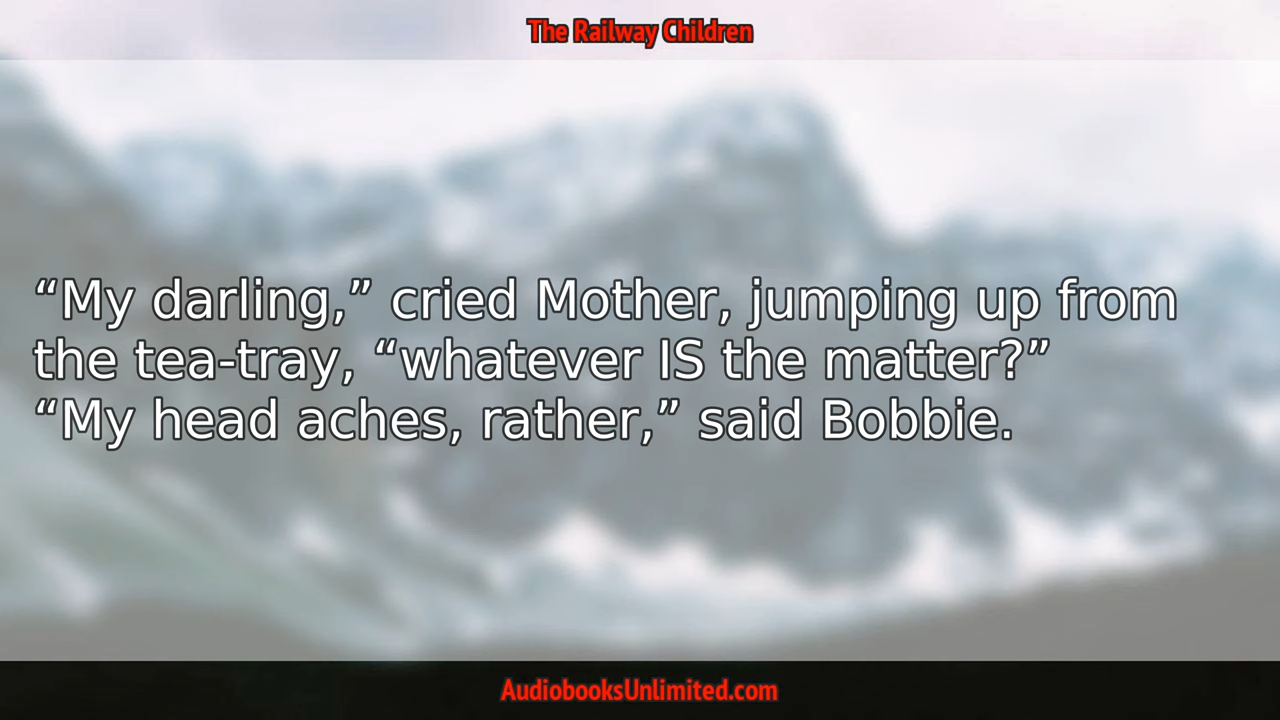 The Railway Children
“My darling,” cried Mother, jumping up from
the tea-tray, “whatever IS the matter?”
“My head aches, rather,” said Bobbie.
AudiobooksUnlimited.com